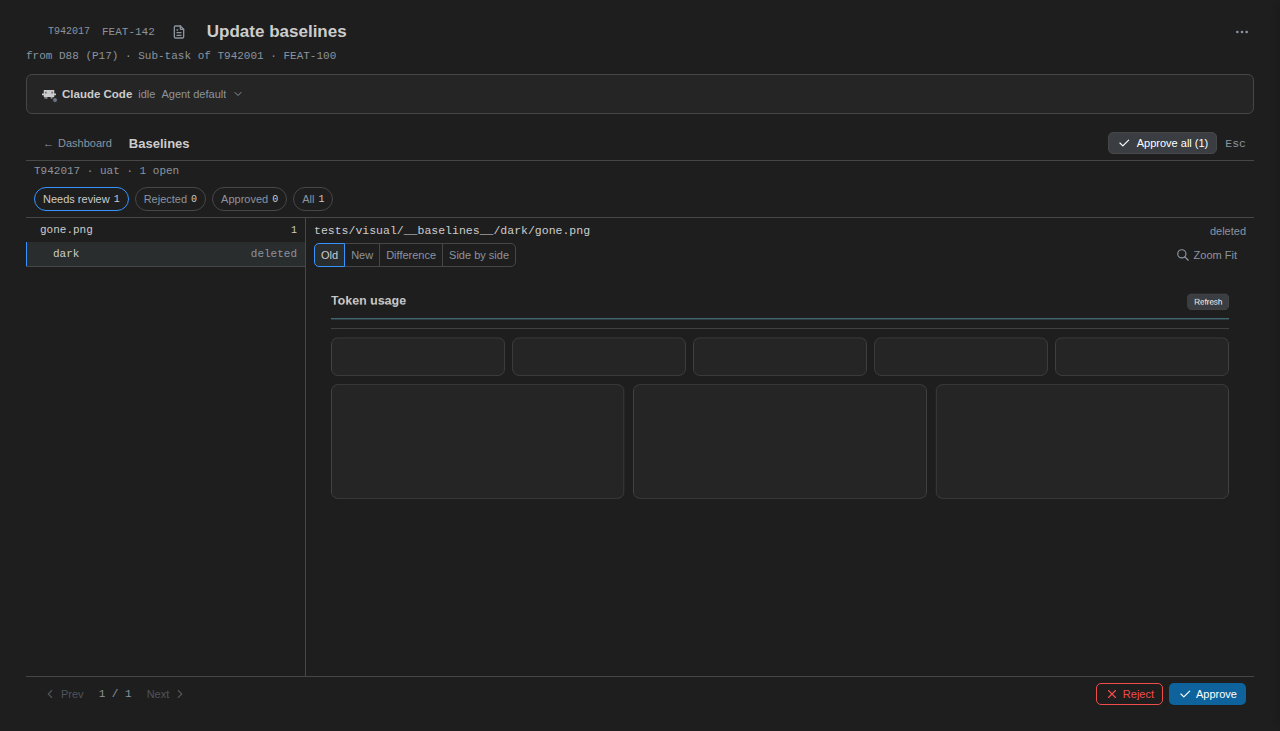 T942017 FEAT-142 Update baselines
from D88 (P17) · Sub-task of T942001 · FEAT-100
Claude Code idle Agent default
← Dashboard Baselines Approve all (1) Esc
T942017 · uat · 1 open
Needs review 1 Rejected 0 Approved 0 All 1
gone.png 1
dark deleted
tests/visual/__baselines__/dark/gone.png deleted
Old New Difference Side by side Zoom Fit
Token usage Refresh
Prev 1 / 1 Next Reject Approve